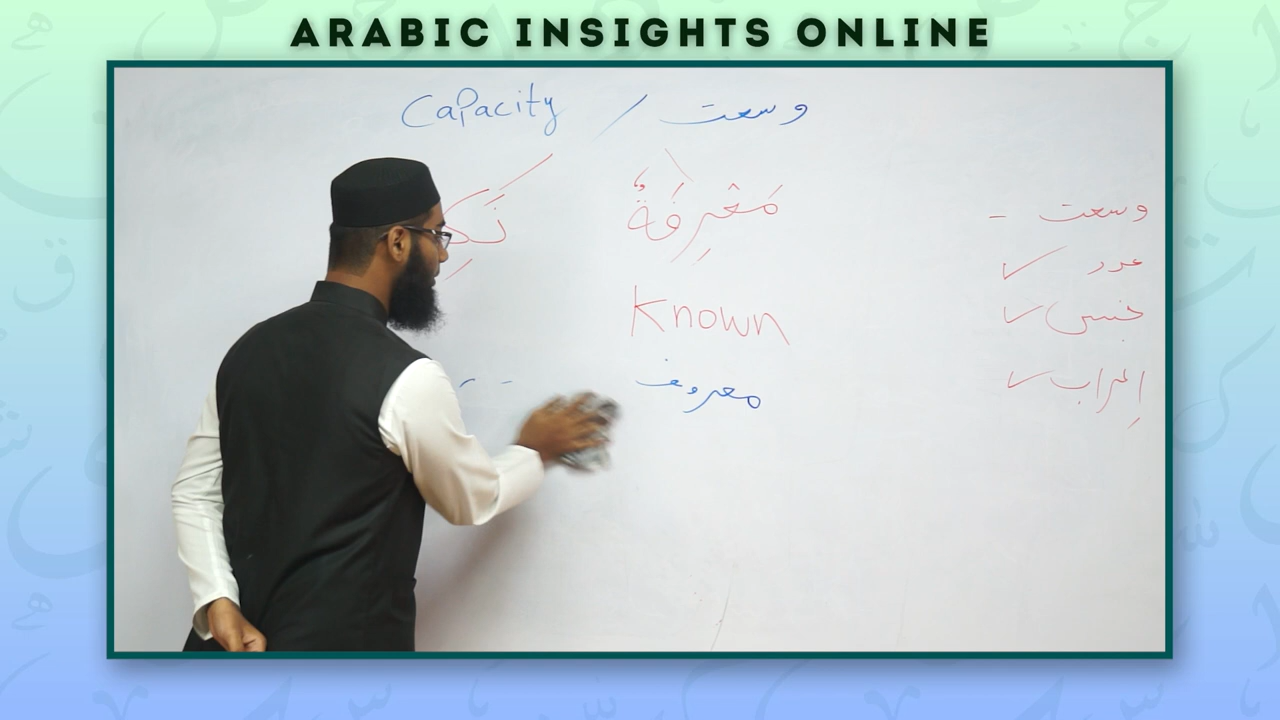 ARABIC INSIGHTS ONLINE
Capacity / وسعت
مَعْرِفَةٌ
Known
معروف
وسعت -
عدد ✓
جنس ✓
إعراب ✓